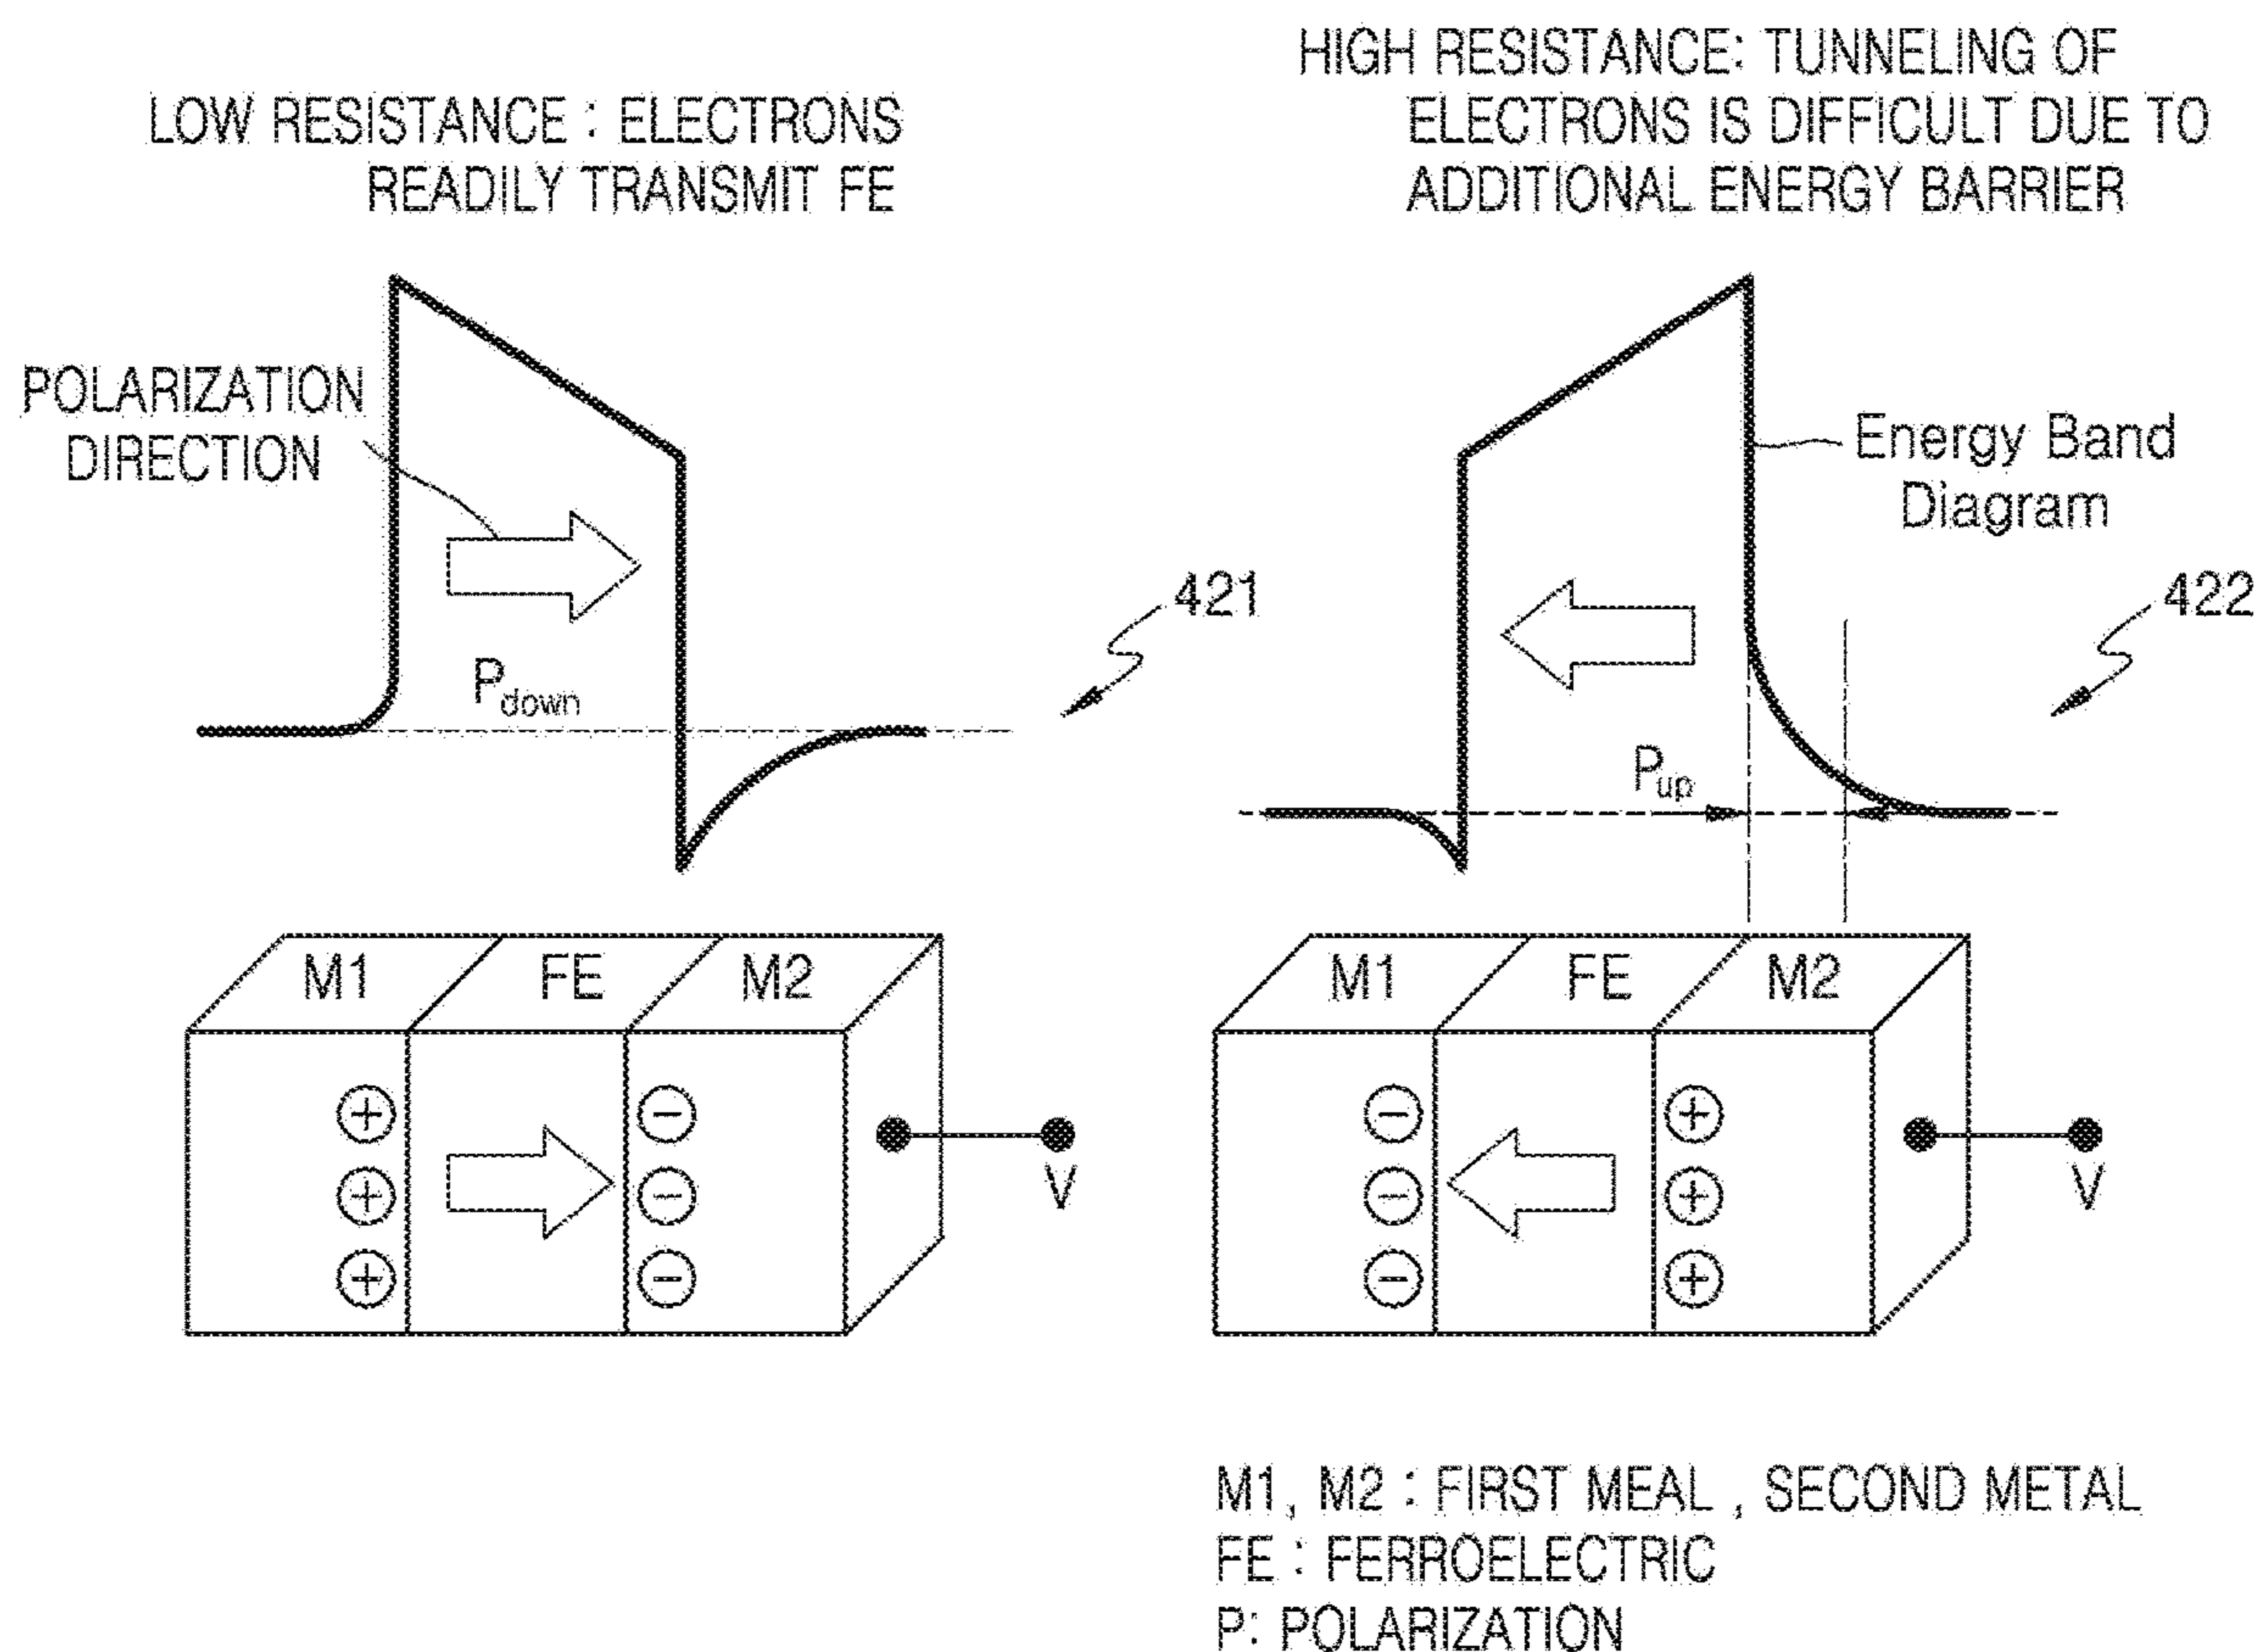 LOW RESISTANCE : ELECTRONS
READILY TRANSMIT FE
HIGH RESISTANCE: TUNNELING OF
ELECTRONS IS DIFFICULT DUE TO
ADDITIONAL ENERGY BARRIER
POLARIZATION
DIRECTION
Pdown
421
Energy Band
Diagram
422
Pup
M1 FE M2
+ -
+ -
+ -
V
M1 FE M2
- +
- +
- +
V
M1, M2 : FIRST MEAL , SECOND METAL
FE : FERROELECTRIC
P: POLARIZATION